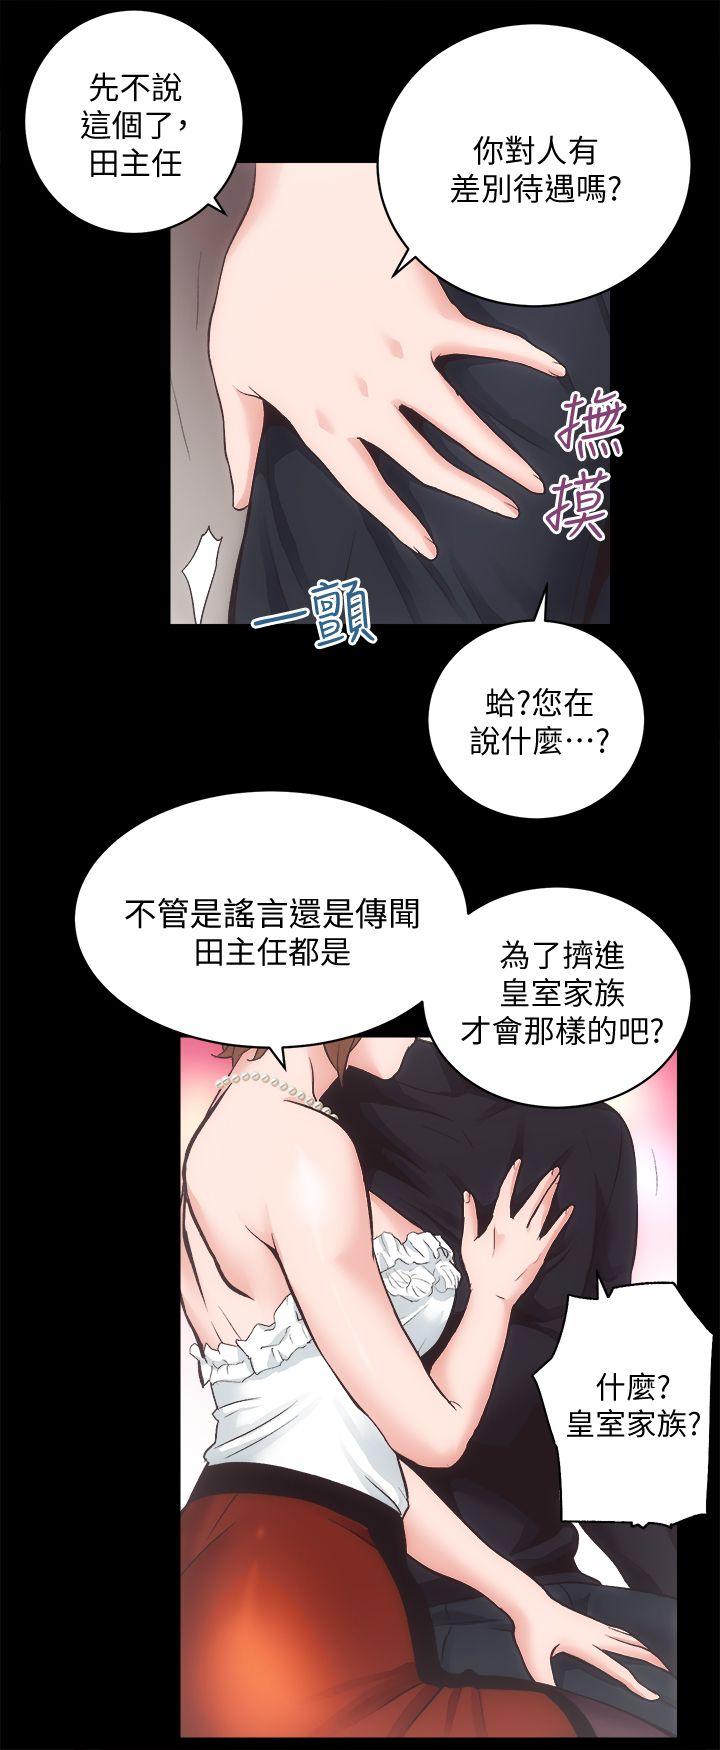 先不說
這個了，
田主任
你對人有
差別待遇嗎?
撫
摸
一顫
蛤?您在
說什麼…?
不管是謠言還是傳聞
田主任都是
為了擠進
皇室家族
才會那樣的吧?
什麼?
皇室家族?